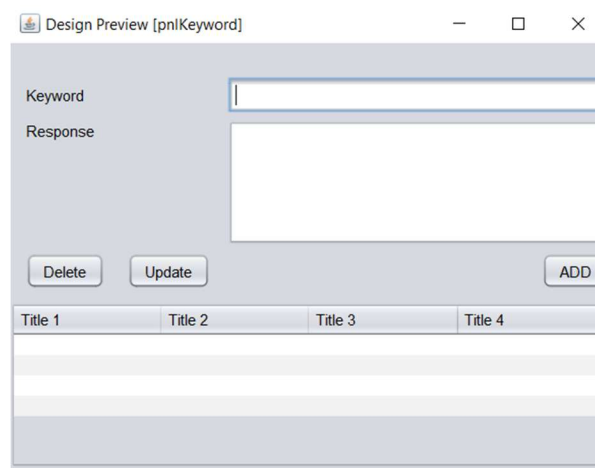 Design Preview [pnlKeyword]
Keyword
Response
Delete Update ADD
Title 1 Title 2 Title 3 Title 4